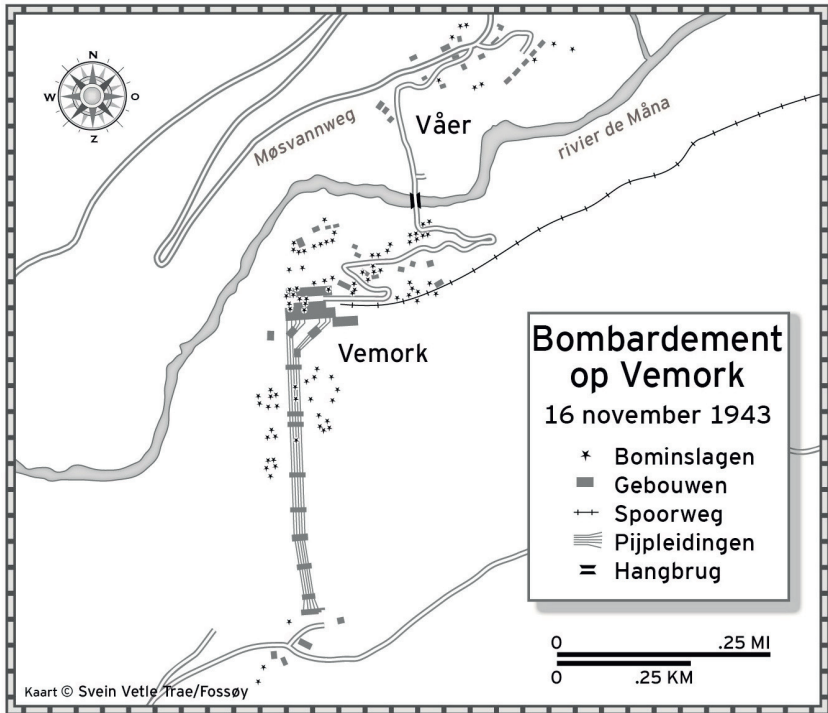 N
W
O
Z
Møsvannweg
Våer
rivier de Måna
Vemork
Bombardement
op Vemork
16 november 1943
Bominslagen
Gebouwen
Spoorweg
Pijpleidingen
Hangbrug
0 .25 MI
0 .25 KM
Kaart © Svein Vetle Trae/Fossøy